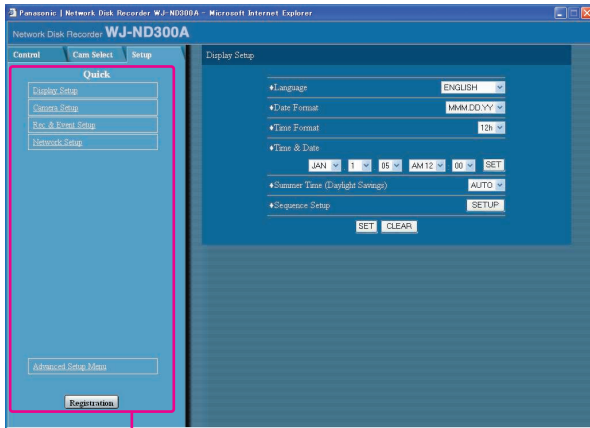 Panasonic | Network Disk Recorder WJ-ND300A - Microsoft Internet Explorer
Network Disk Recorder WJ-ND300A
Control Cam Select Setup
Quick
Display Setup
Camera Setup
Rec & Event Setup
Network Setup
Advanced Setup Menu
Registration
Display Setup
♦Language ENGLISH
♦Date Format MMM.DD.YY
♦Time Format 12h
♦Time & Date
JAN 1 05 AM12 00 SET
♦Summer Time (Daylight Savings) AUTO
♦Sequence Setup SETUP
SET CLEAR